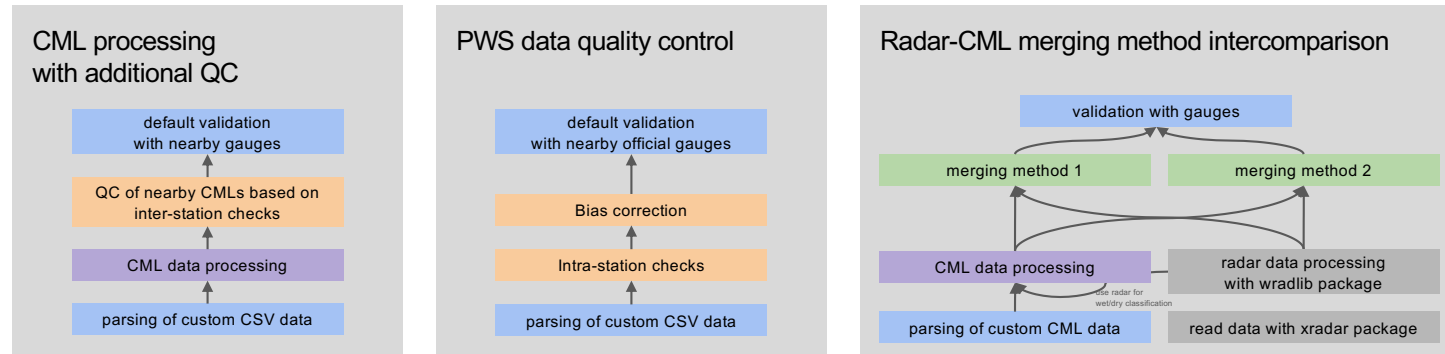 CML processing
with additional QC
default validation
with nearby gauges
QC of nearby CMLs based on
inter-station checks
CML data processing
parsing of custom CSV data
PWS data quality control
default validation
with nearby official gauges
Bias correction
Intra-station checks
parsing of custom CSV data
Radar-CML merging method intercomparison
validation with gauges
merging method 1
merging method 2
CML data processing
radar data processing
with wradlib package
use radar for
wet/dry classification
parsing of custom CML data
read data with xradar package